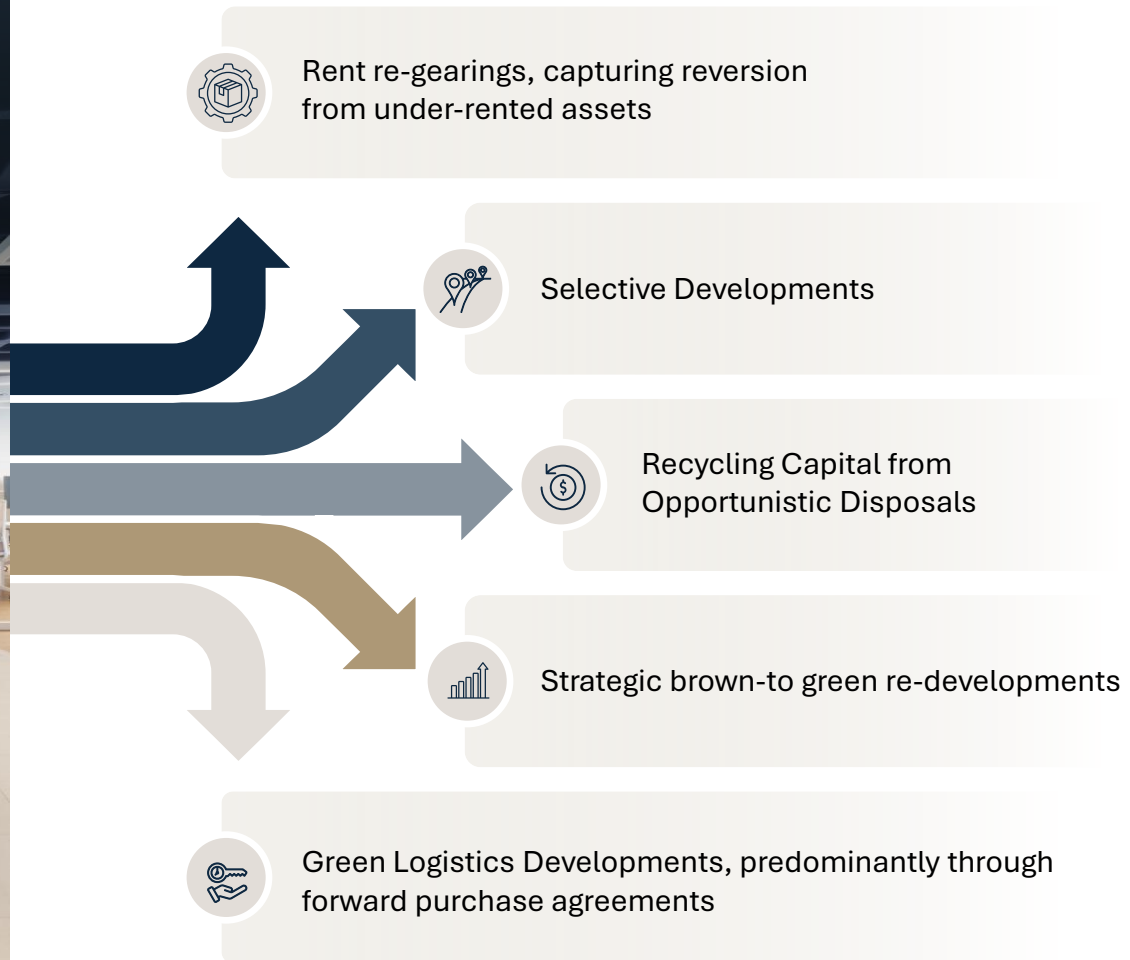 Rent re-gearings, capturing reversion
from under-rented assets
Selective Developments
Recycling Capital from
Opportunistic Disposals
Strategic brown-to green re-developments
Green Logistics Developments, predominantly through
forward purchase agreements